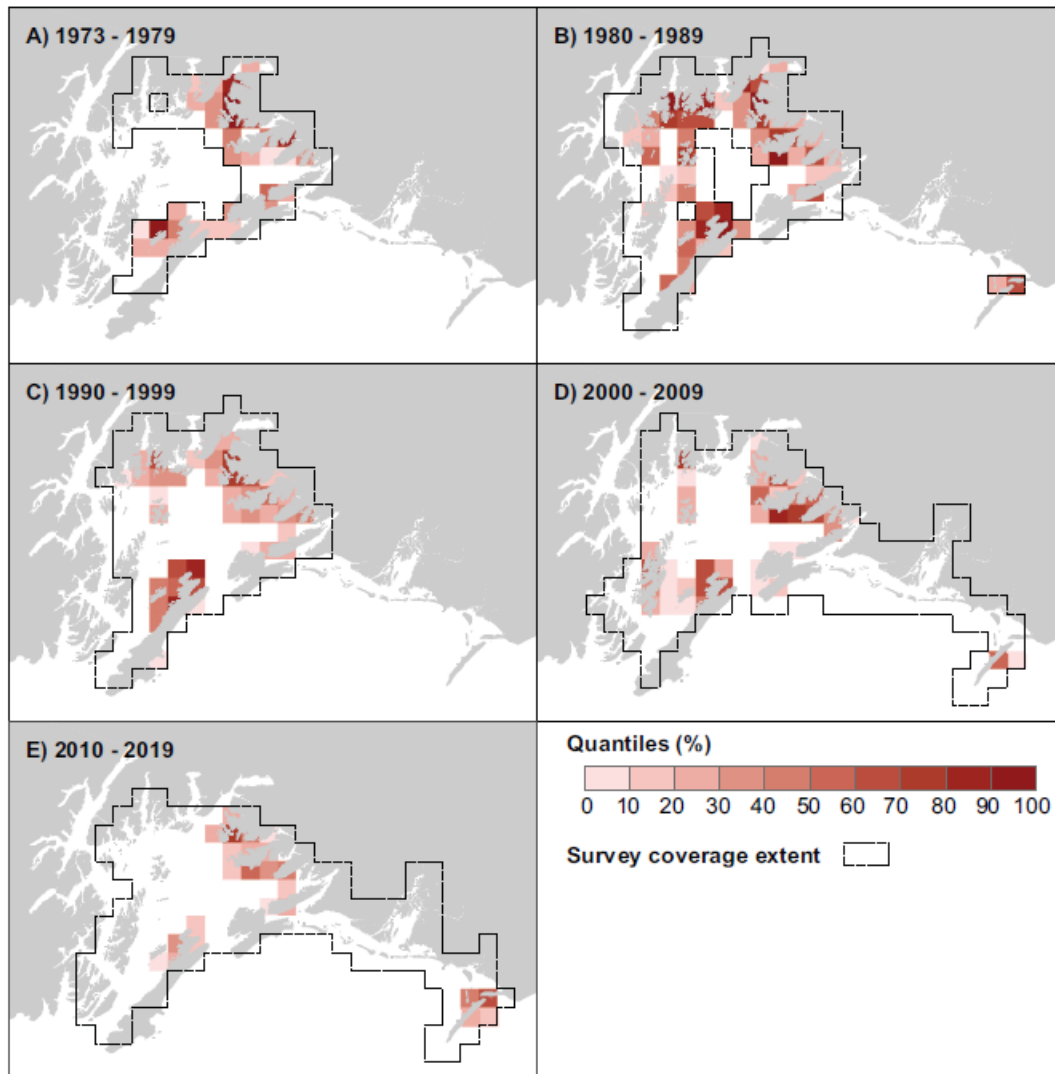 A) 1973 - 1979
B) 1980 - 1989
C) 1990 - 1999
D) 2000 - 2009
E) 2010 - 2019
Quantiles (%)
0 10 20 30 40 50 60 70 80 90 100
Survey coverage extent